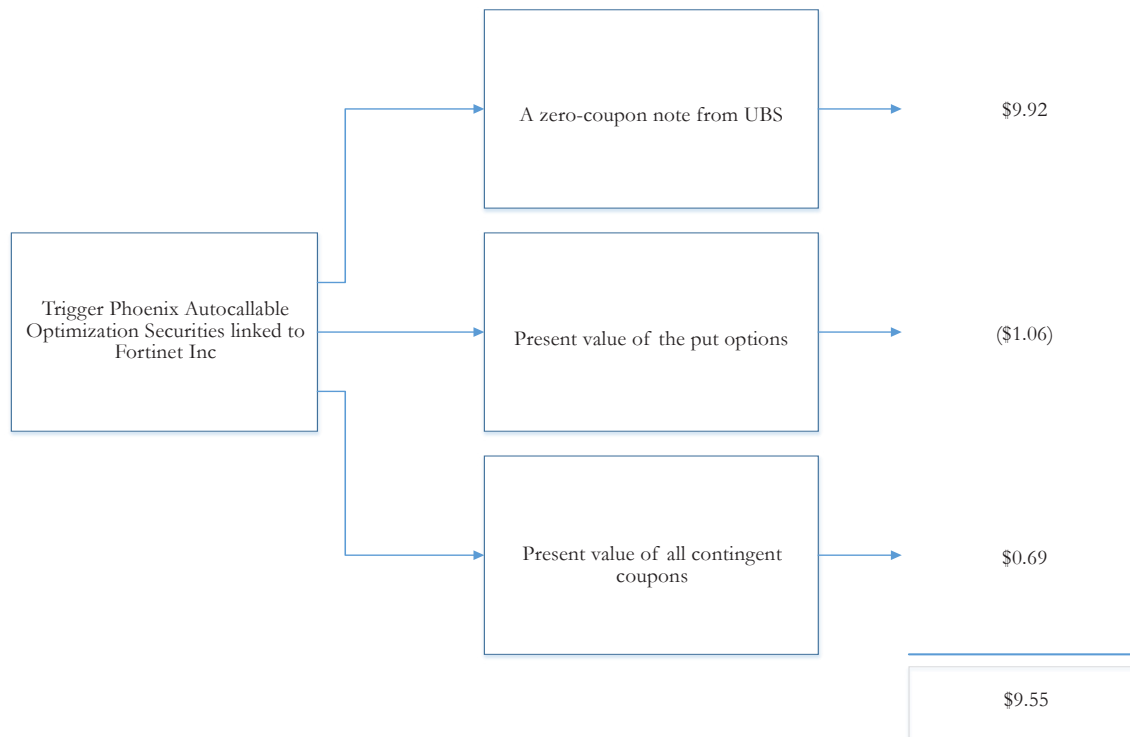 A zero-coupon note from UBS
$9.92
Trigger Phoenix Autocallable
Optimization Securities linked to
Fortinet Inc
Present value of the put options
($1.06)
Present value of all contingent
coupons
$0.69
$9.55